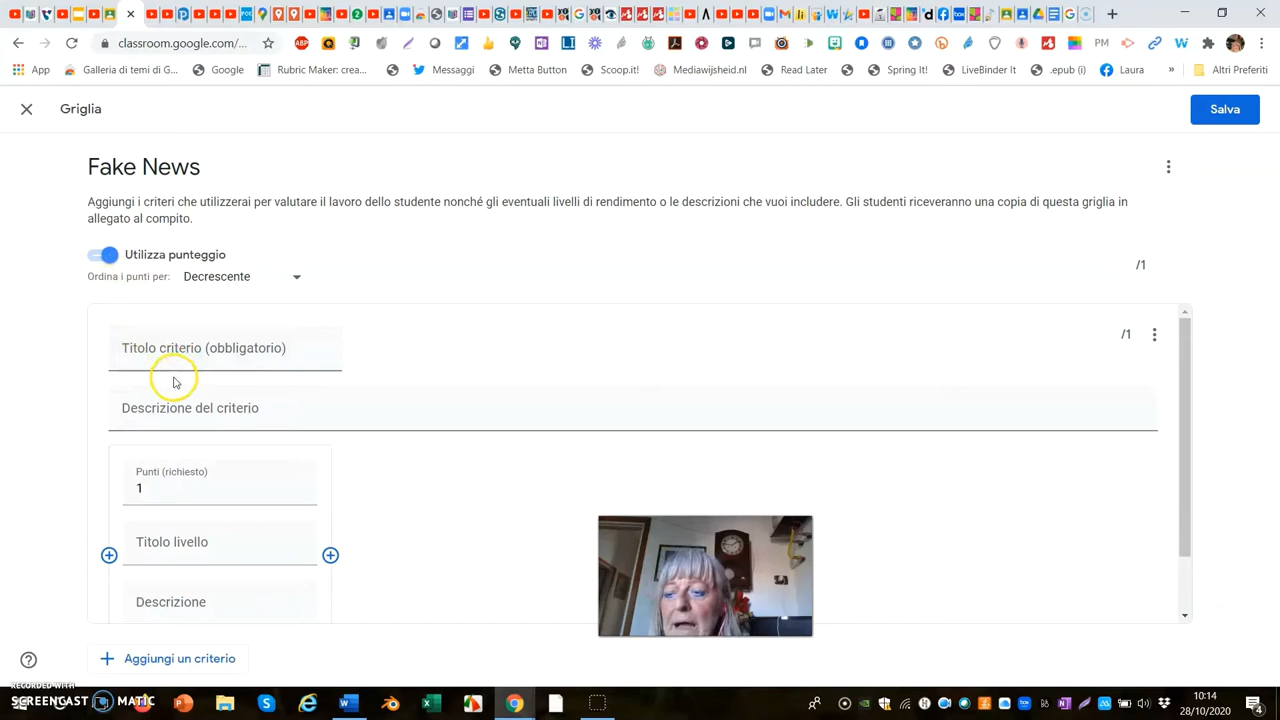 classroom.google.com/...
ABP
PM
App
Galleria di temi di G...
Google
Rubric Maker: crea...
Messaggi
Metta Button
Scoop.it!
Mediawijsheid.nl
Read Later
Spring It!
LiveBinder It
.epub (i)
Laura
»
Altri Preferiti
Griglia
Salva
Fake News
Aggiungi i criteri che utilizzerai per valutare il lavoro dello studente nonché gli eventuali livelli di rendimento o le descrizioni che vuoi includere. Gli studenti riceveranno una copia di questa griglia in
allegato al compito.
Utilizza punteggio
Ordina i punti per: Decrescente
/1
Titolo criterio (obbligatorio)
/1
Descrizione del criterio
Punti (richiesto)
1
Titolo livello
Descrizione
Aggiungi un criterio
RECORDED WITH
SCREENCAST MATIC
10:14
28/10/2020
4